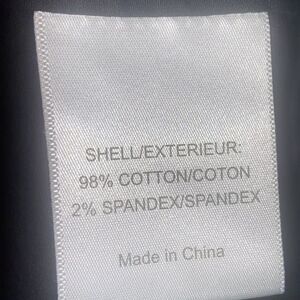 SHELL/EXTERIEUR:
98% COTTON/COTON
2% SPANDEX/SPANDEX
Made in China